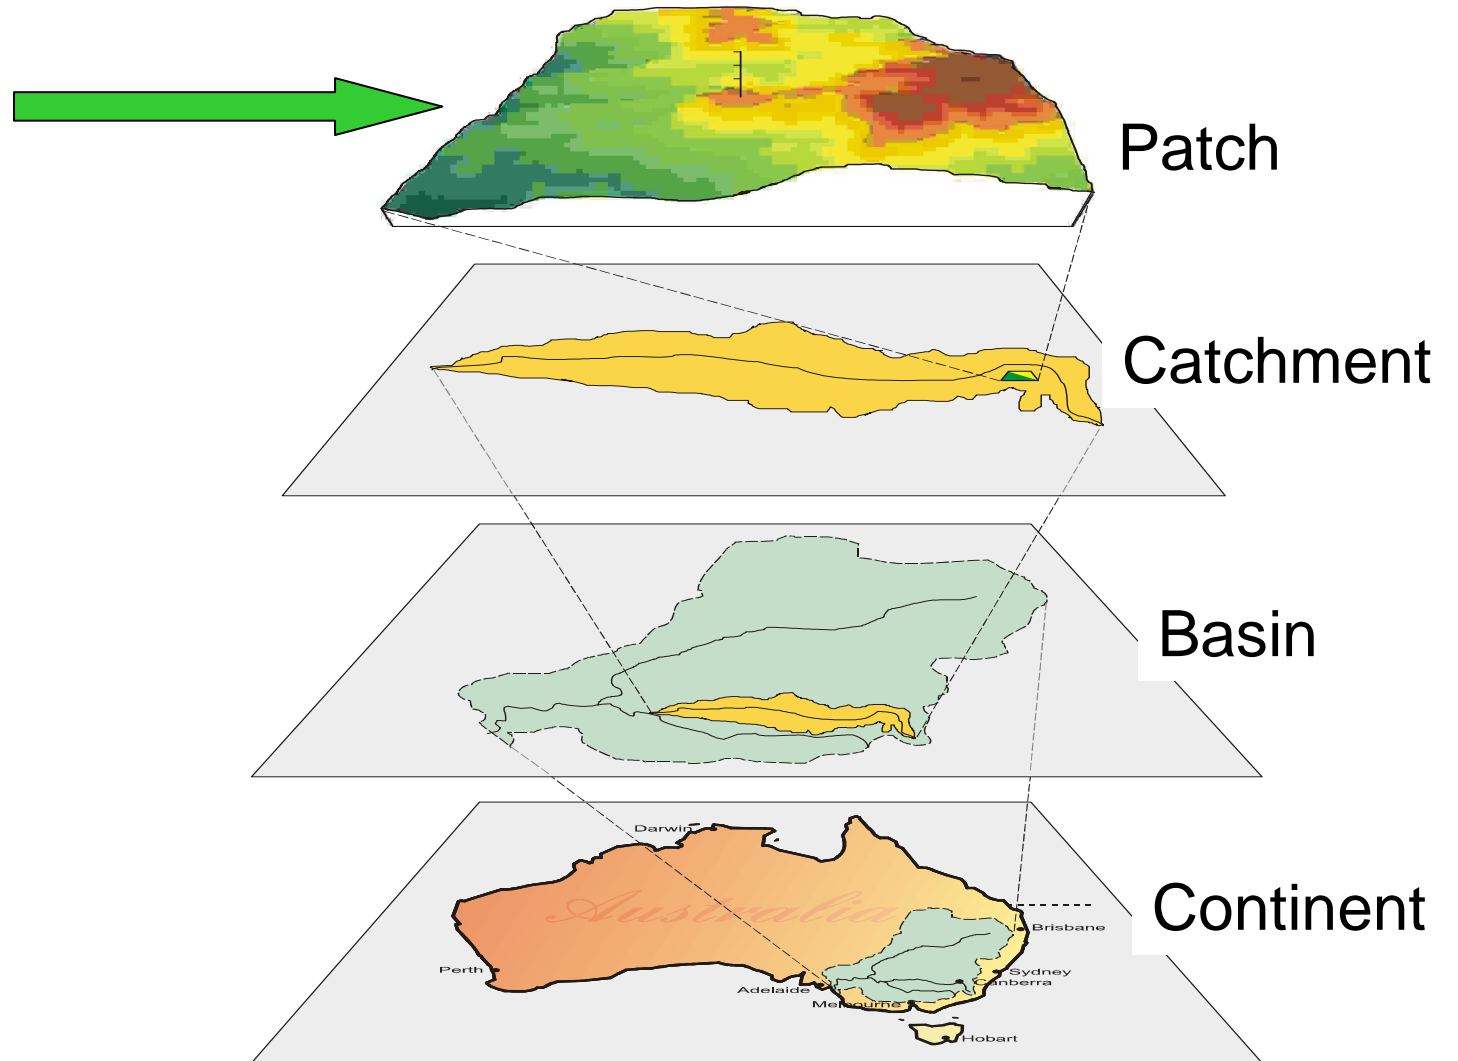 Patch
Catchment
Basin
Continent
Darwin
Australia
Brisbane
Perth
Sydney
Canberra
Adelaide
Melbourne
Hobart